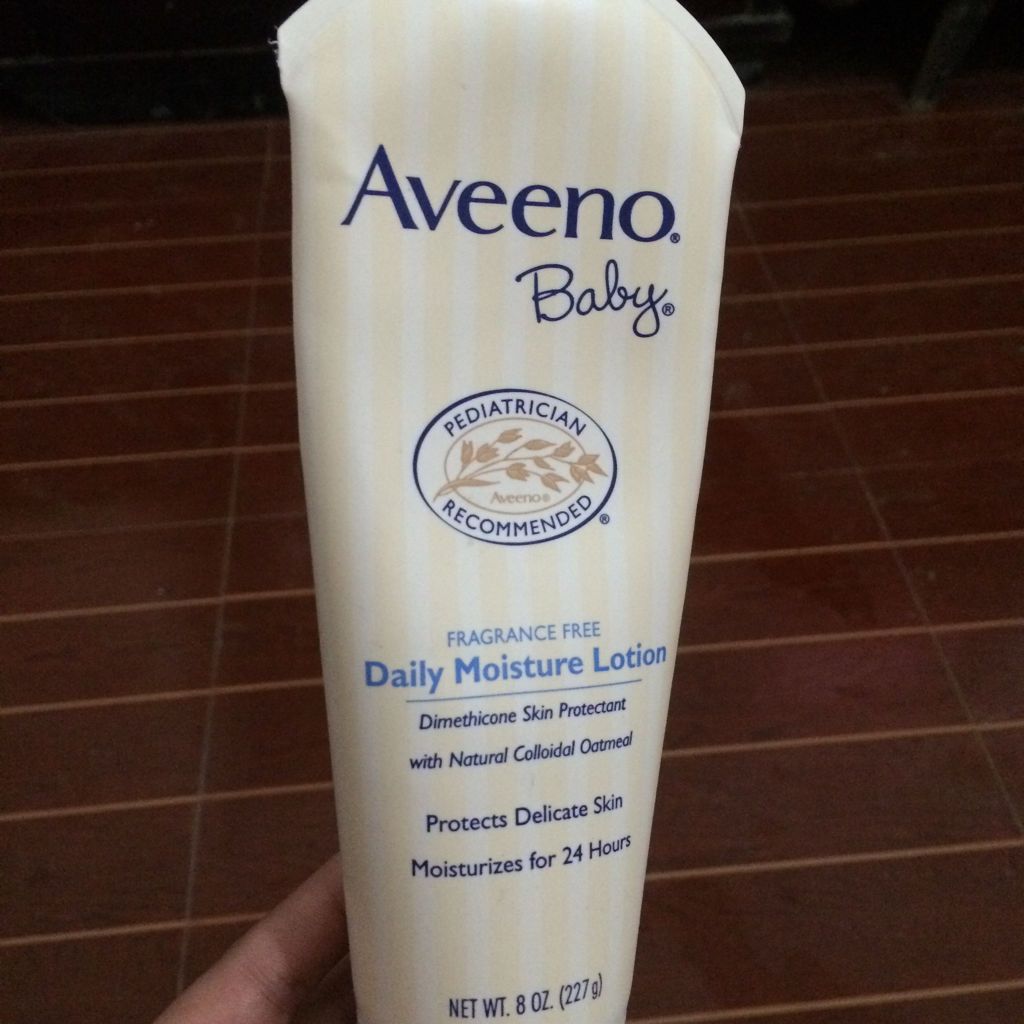 Aveeno®
Baby®
PEDIATRICIAN
Aveeno®
RECOMMENDED®
FRAGRANCE FREE
Daily Moisture Lotion
Dimethicone Skin Protectant
with Natural Colloidal Oatmeal
Protects Delicate Skin
Moisturizes for 24 Hours
NET WT. 8 OZ. (227 g)